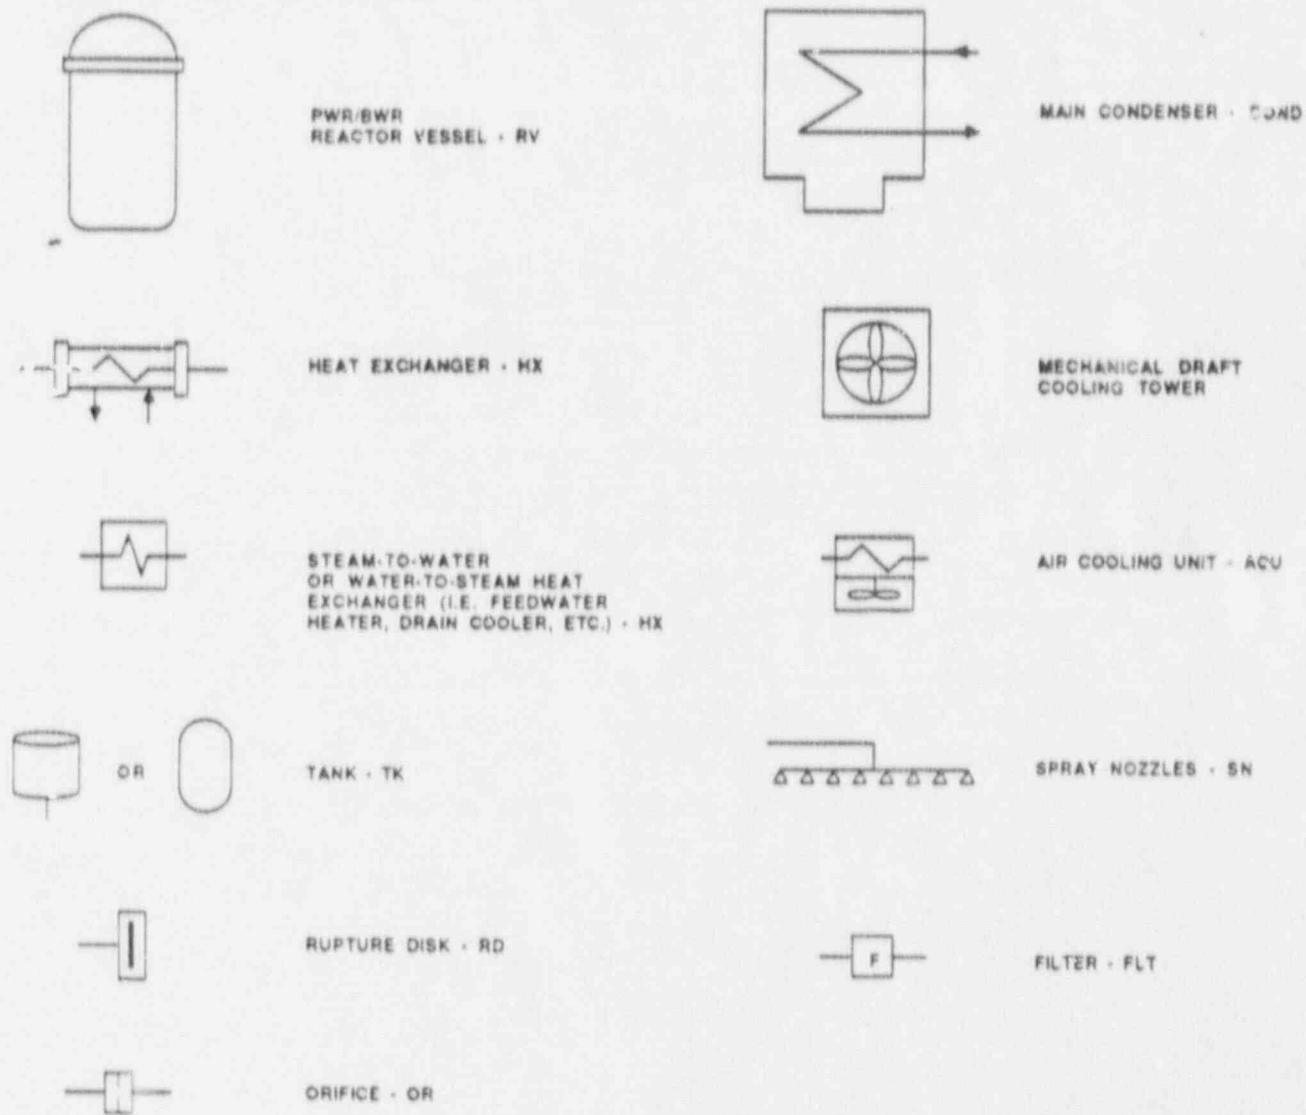 PWR/BWR
REACTOR VESSEL - RV
MAIN CONDENSER - COND
HEAT EXCHANGER - HX
MECHANICAL DRAFT
COOLING TOWER
STEAM-TO-WATER
OR WATER-TO-STEAM HEAT
EXCHANGER (I.E. FEEDWATER
HEATER, DRAIN COOLER, ETC.) - HX
AIR COOLING UNIT - ACU
OR
TANK - TK
SPRAY NOZZLES - SN
RUPTURE DISK - RD
F
FILTER - FLT
ORIFICE - OR